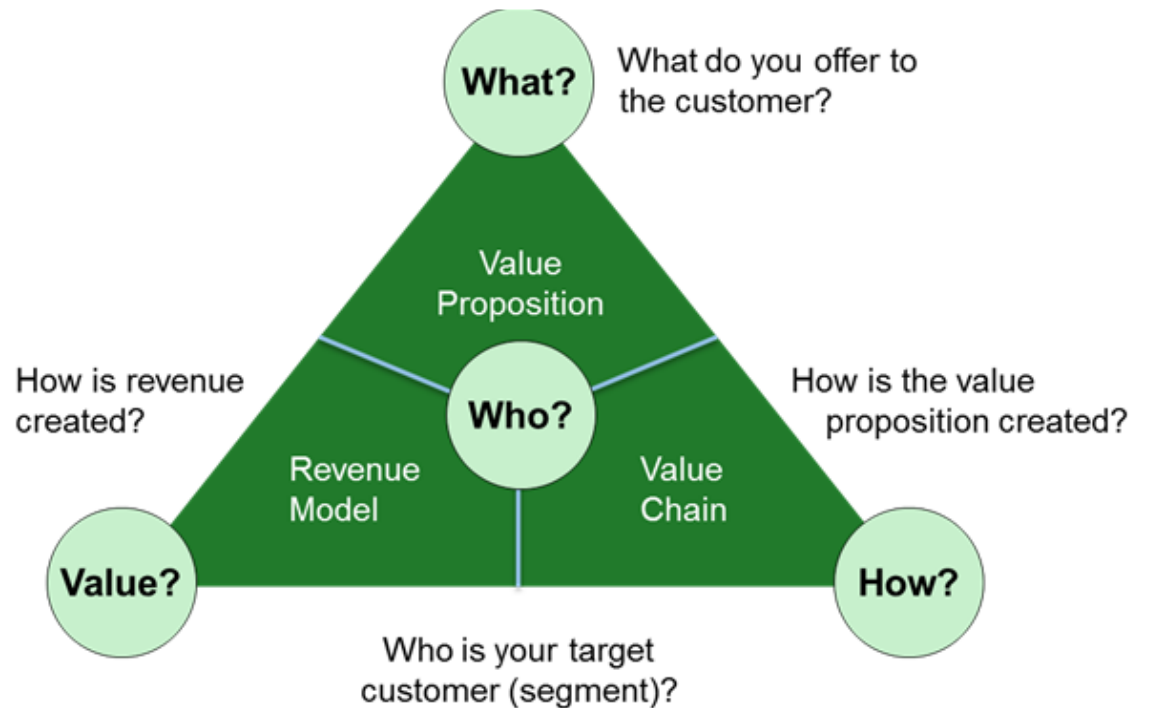 What?
What do you offer to
the customer?
Value
Proposition
How is revenue
created?
Who?
How is the value
proposition created?
Revenue
Model
Value
Chain
Value?
How?
Who is your target
customer (segment)?